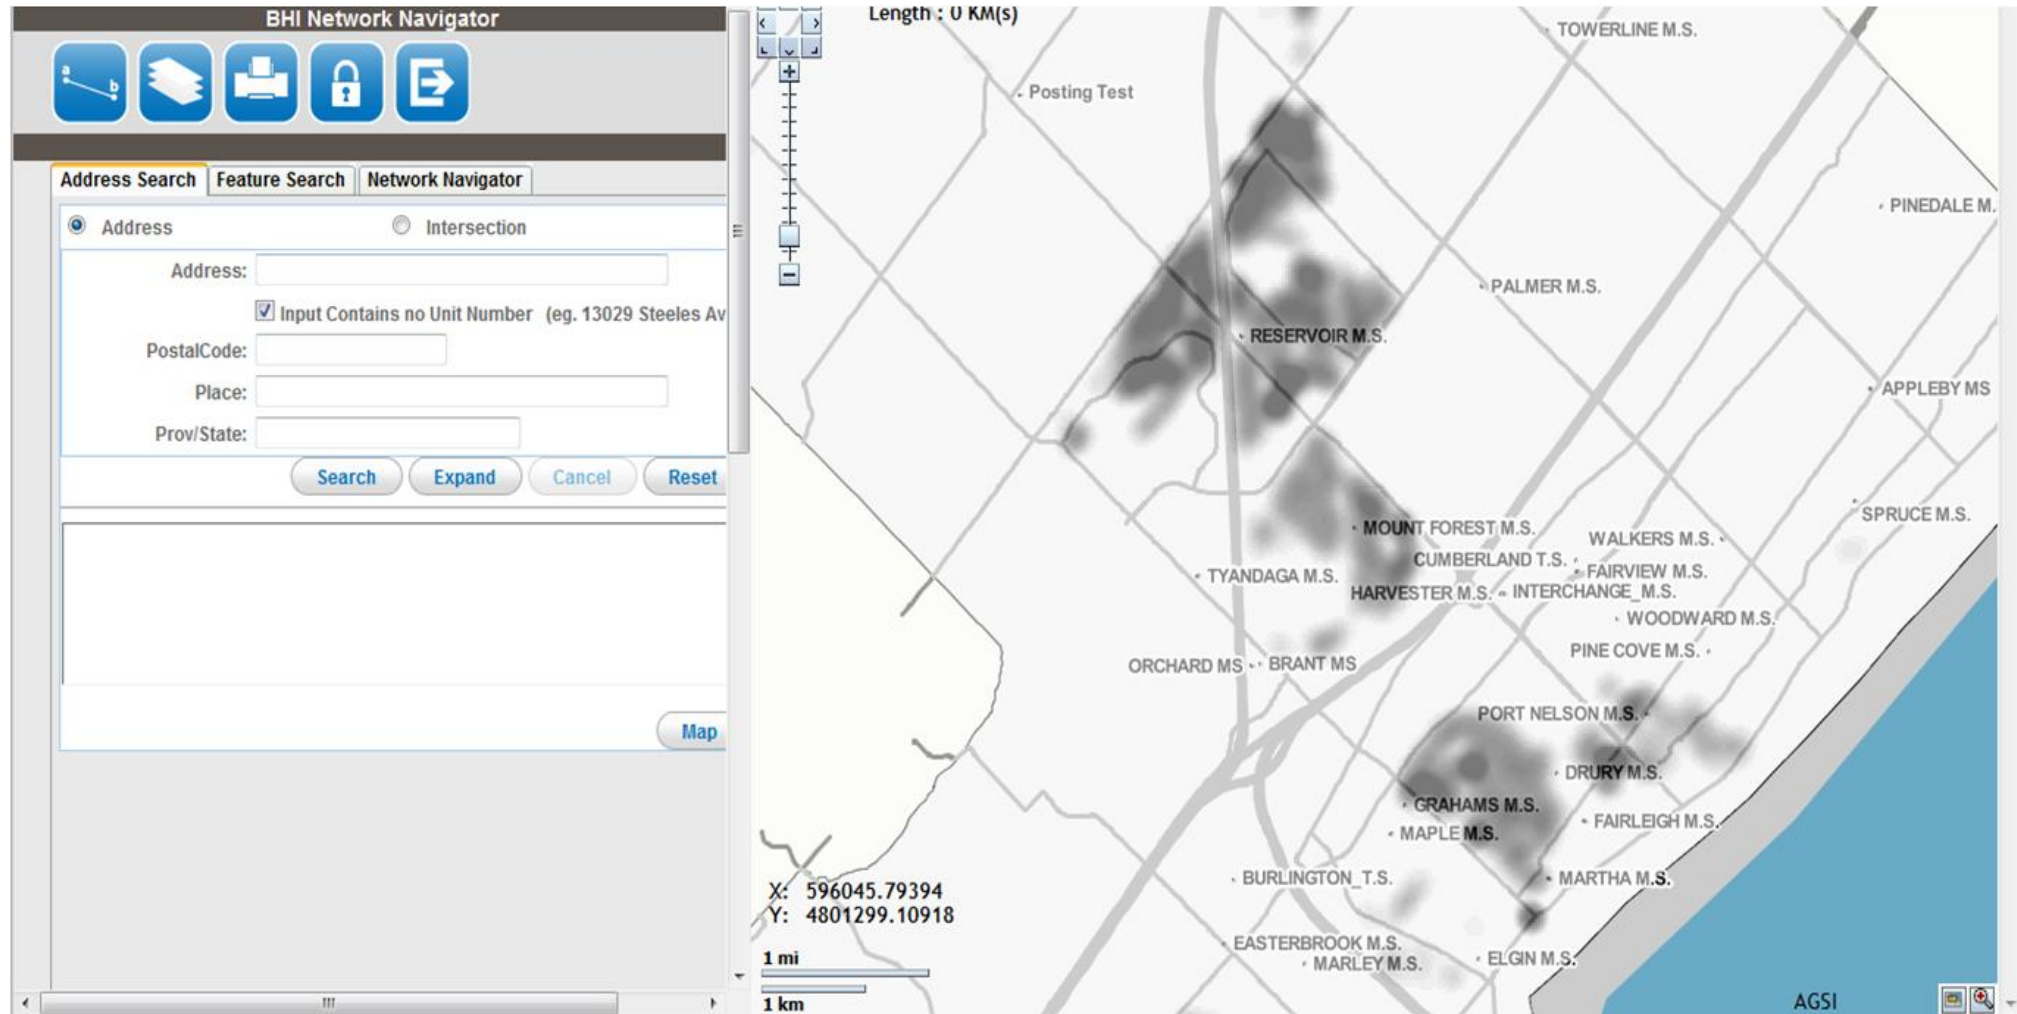 BHI Network Navigator
a
b
Address Search
Feature Search
Network Navigator
Address
Intersection
Address:
Input Contains no Unit Number (eg. 13029 Steeles Av
PostalCode:
Place:
Prov/State:
Search
Expand
Cancel
Reset
Map
Length : 0 KM(s)
TOWERLINE M.S.
Posting Test
PINEDALE M.
PALMER M.S.
RESERVOIR M.S.
APPLEBY MS
SPRUCE M.S.
MOUNT FOREST M.S.
WALKERS M.S.
CUMBERLAND T.S.
FAIRVIEW M.S.
TYANDAGA M.S.
HARVESTER M.S.
INTERCHANGE_M.S.
WOODWARD M.S.
PINE COVE M.S.
ORCHARD MS
BRANT MS
PORT NELSON M.S.
DRURY M.S.
GRAHAMS M.S.
FAIRLEIGH M.S.
MAPLE M.S.
BURLINGTON_T.S.
MARTHA M.S.
X: 596045.79394
Y: 4801299.10918
EASTERBROOK M.S.
MARLEY M.S.
ELGIN M.S.
1 mi
1 km
AGSI